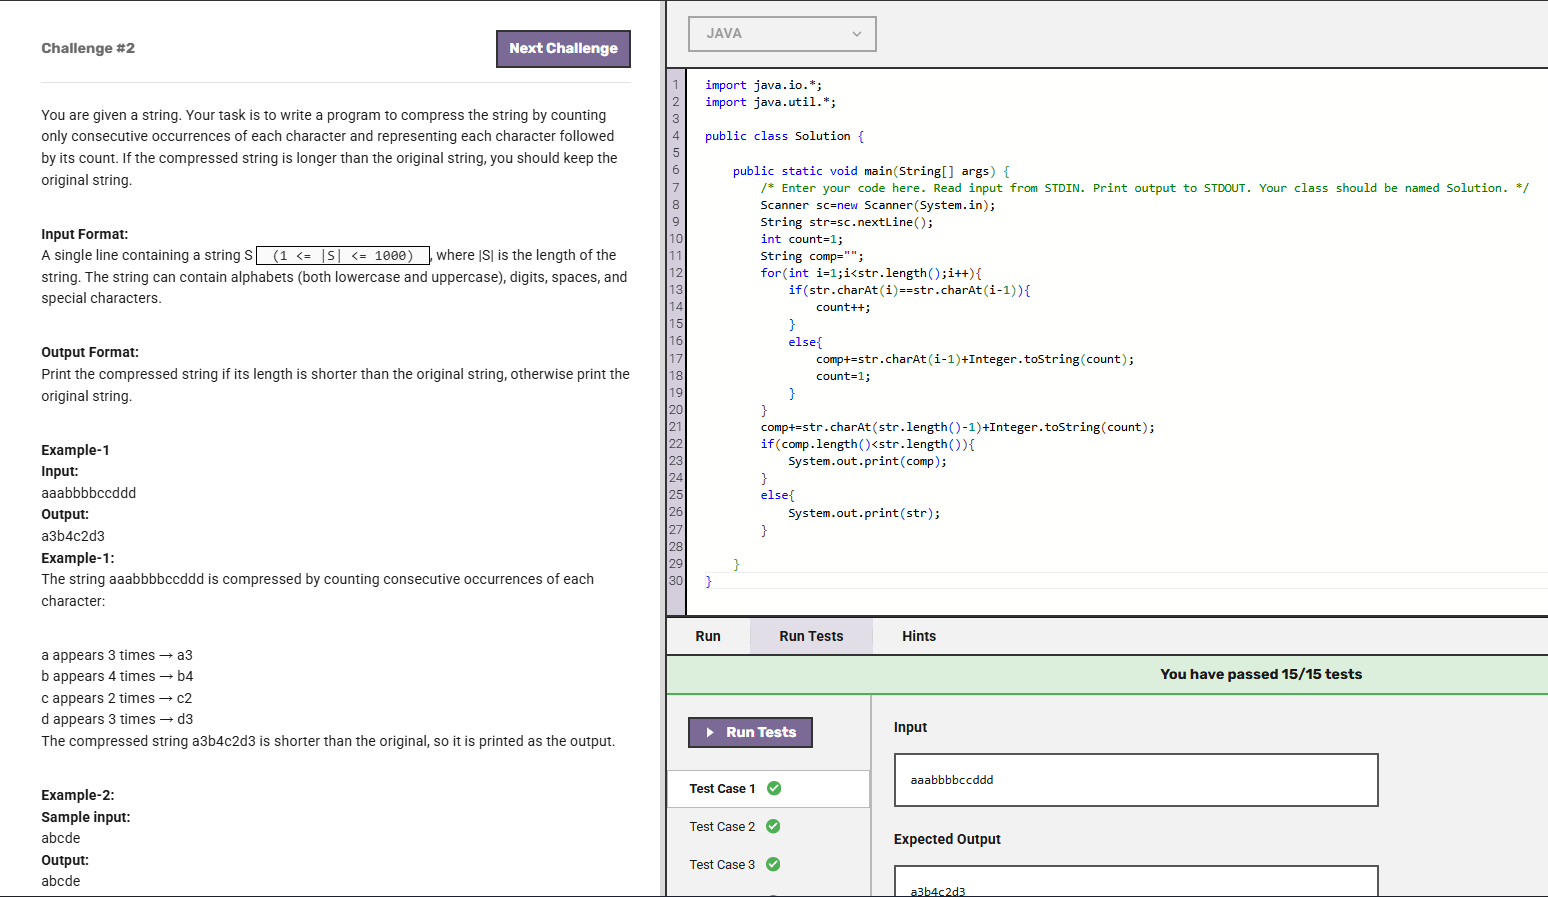 Challenge #2
Next Challenge
You are given a string. Your task is to write a program to compress the string by counting
only consecutive occurrences of each character and representing each character followed
by its count. If the compressed string is longer than the original string, you should keep the
original string.
Input Format:
A single line containing a string S (1 <= |S| <= 1000) , where |S| is the length of the
string. The string can contain alphabets (both lowercase and uppercase), digits, spaces, and
special characters.
Output Format:
Print the compressed string if its length is shorter than the original string, otherwise print the
original string.
Example-1
Input:
aaabbbbccddd
Output:
a3b4c2d3
Example-1:
The string aaabbbbccddd is compressed by counting consecutive occurrences of each
character:
a appears 3 times → a3
b appears 4 times → b4
c appears 2 times → c2
d appears 3 times → d3
The compressed string a3b4c2d3 is shorter than the original, so it is printed as the output.
Example-2:
Sample input:
abcde
Output:
abcde
JAVA
1 import java.io.*;
2 import java.util.*;
3
4 public class Solution {
5
6 public static void main(String[] args) {
7 /* Enter your code here. Read input from STDIN. Print output to STDOUT. Your class should be named Solution. */
8 Scanner sc=new Scanner(System.in);
9 String str=sc.nextLine();
10 int count=1;
11 String comp="";
12 for(int i=1;i<str.length();i++){
13 if(str.charAt(i)==str.charAt(i-1)){
14 count++;
15 }
16 else{
17 comp+=str.charAt(i-1)+Integer.toString(count);
18 count=1;
19 }
20 }
21 comp+=str.charAt(str.length()-1)+Integer.toString(count);
22 if(comp.length()<str.length()){
23 System.out.print(comp);
24 }
25 else{
26 System.out.print(str);
27 }
28
29 }
30 }
Run
Run Tests
Hints
You have passed 15/15 tests
Run Tests
Test Case 1
Test Case 2
Test Case 3
Input
aaabbbbccddd
Expected Output
a3b4c2d3